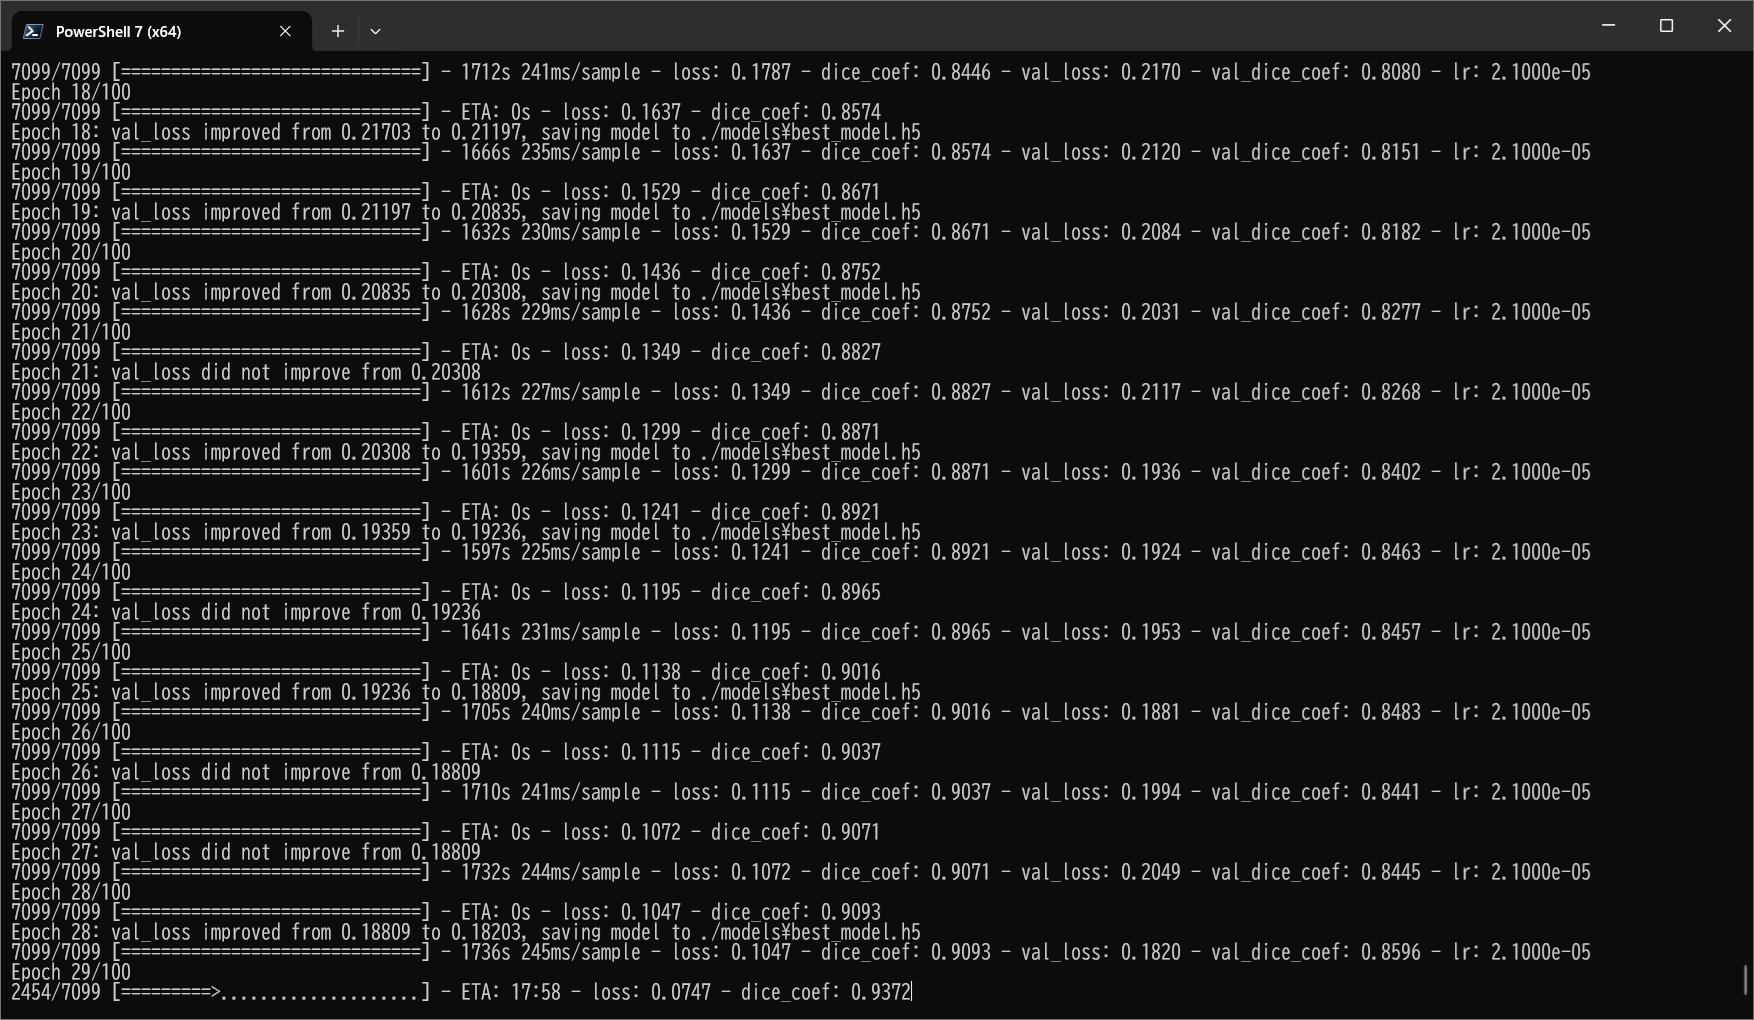 PowerShell 7 (x64)
7099/7099 [==============================] - 1712s 241ms/sample - loss: 0.1787 - dice_coef: 0.8446 - val_loss: 0.2170 - val_dice_coef: 0.8080 - lr: 2.1000e-05
Epoch 18/100
7099/7099 [==============================] - ETA: 0s - loss: 0.1637 - dice_coef: 0.8574
Epoch 18: val_loss improved from 0.21703 to 0.21197, saving model to ./models¥best_model.h5
7099/7099 [==============================] - 1666s 235ms/sample - loss: 0.1637 - dice_coef: 0.8574 - val_loss: 0.2120 - val_dice_coef: 0.8151 - lr: 2.1000e-05
Epoch 19/100
7099/7099 [==============================] - ETA: 0s - loss: 0.1529 - dice_coef: 0.8671
Epoch 19: val_loss improved from 0.21197 to 0.20835, saving model to ./models¥best_model.h5
7099/7099 [==============================] - 1632s 230ms/sample - loss: 0.1529 - dice_coef: 0.8671 - val_loss: 0.2084 - val_dice_coef: 0.8182 - lr: 2.1000e-05
Epoch 20/100
7099/7099 [==============================] - ETA: 0s - loss: 0.1436 - dice_coef: 0.8752
Epoch 20: val_loss improved from 0.20835 to 0.20308, saving model to ./models¥best_model.h5
7099/7099 [==============================] - 1628s 229ms/sample - loss: 0.1436 - dice_coef: 0.8752 - val_loss: 0.2031 - val_dice_coef: 0.8277 - lr: 2.1000e-05
Epoch 21/100
7099/7099 [==============================] - ETA: 0s - loss: 0.1349 - dice_coef: 0.8827
Epoch 21: val_loss did not improve from 0.20308
7099/7099 [==============================] - 1612s 227ms/sample - loss: 0.1349 - dice_coef: 0.8827 - val_loss: 0.2117 - val_dice_coef: 0.8268 - lr: 2.1000e-05
Epoch 22/100
7099/7099 [==============================] - ETA: 0s - loss: 0.1299 - dice_coef: 0.8871
Epoch 22: val_loss improved from 0.20308 to 0.19359, saving model to ./models¥best_model.h5
7099/7099 [==============================] - 1601s 226ms/sample - loss: 0.1299 - dice_coef: 0.8871 - val_loss: 0.1936 - val_dice_coef: 0.8402 - lr: 2.1000e-05
Epoch 23/100
7099/7099 [==============================] - ETA: 0s - loss: 0.1241 - dice_coef: 0.8921
Epoch 23: val_loss improved from 0.19359 to 0.19236, saving model to ./models¥best_model.h5
7099/7099 [==============================] - 1597s 225ms/sample - loss: 0.1241 - dice_coef: 0.8921 - val_loss: 0.1924 - val_dice_coef: 0.8463 - lr: 2.1000e-05
Epoch 24/100
7099/7099 [==============================] - ETA: 0s - loss: 0.1195 - dice_coef: 0.8965
Epoch 24: val_loss did not improve from 0.19236
7099/7099 [==============================] - 1641s 231ms/sample - loss: 0.1195 - dice_coef: 0.8965 - val_loss: 0.1953 - val_dice_coef: 0.8457 - lr: 2.1000e-05
Epoch 25/100
7099/7099 [==============================] - ETA: 0s - loss: 0.1138 - dice_coef: 0.9016
Epoch 25: val_loss improved from 0.19236 to 0.18809, saving model to ./models¥best_model.h5
7099/7099 [==============================] - 1705s 240ms/sample - loss: 0.1138 - dice_coef: 0.9016 - val_loss: 0.1881 - val_dice_coef: 0.8483 - lr: 2.1000e-05
Epoch 26/100
7099/7099 [==============================] - ETA: 0s - loss: 0.1115 - dice_coef: 0.9037
Epoch 26: val_loss did not improve from 0.18809
7099/7099 [==============================] - 1710s 241ms/sample - loss: 0.1115 - dice_coef: 0.9037 - val_loss: 0.1994 - val_dice_coef: 0.8441 - lr: 2.1000e-05
Epoch 27/100
7099/7099 [==============================] - ETA: 0s - loss: 0.1072 - dice_coef: 0.9071
Epoch 27: val_loss did not improve from 0.18809
7099/7099 [==============================] - 1732s 244ms/sample - loss: 0.1072 - dice_coef: 0.9071 - val_loss: 0.2049 - val_dice_coef: 0.8445 - lr: 2.1000e-05
Epoch 28/100
7099/7099 [==============================] - ETA: 0s - loss: 0.1047 - dice_coef: 0.9093
Epoch 28: val_loss improved from 0.18809 to 0.18203, saving model to ./models¥best_model.h5
7099/7099 [==============================] - 1736s 245ms/sample - loss: 0.1047 - dice_coef: 0.9093 - val_loss: 0.1820 - val_dice_coef: 0.8596 - lr: 2.1000e-05
Epoch 29/100
2454/7099 [=========>....................] - ETA: 17:58 - loss: 0.0747 - dice_coef: 0.9372